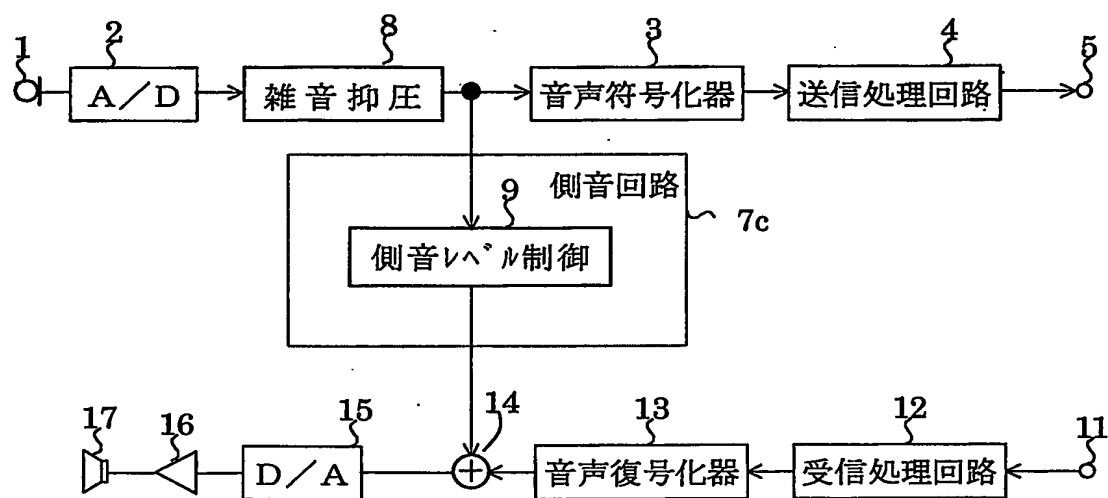 1
2
8
3
4
5
A/D
雑音抑圧
音声符号化器
送信処理回路
側音回路
9
7c
側音ﾚﾍﾞﾙ制御
17
16
15
14
13
12
11
D/A
音声復号化器
受信処理回路